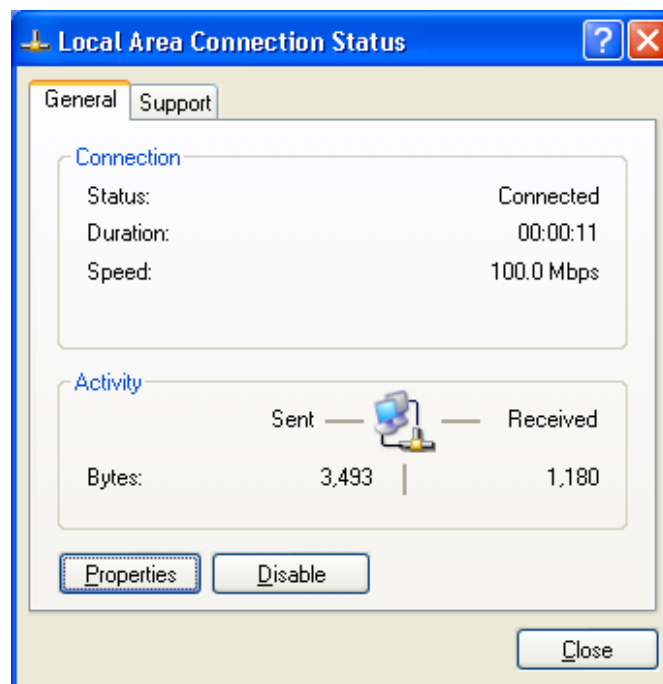 Local Area Connection Status
General Support
Connection
Status: Connected
Duration: 00:00:11
Speed: 100.0 Mbps
Activity
Sent Received
Bytes: 3,493 1,180
Properties Disable
Close